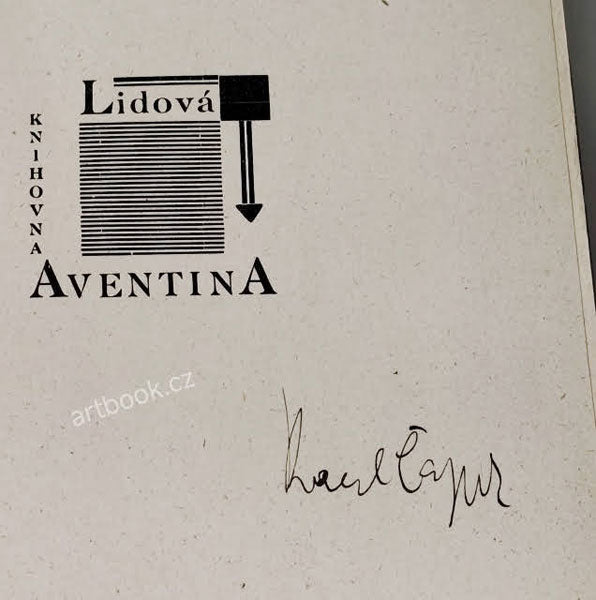 Lidová
KNIHOVNA
AVENTINA
artbook.cz
Karel Čapek